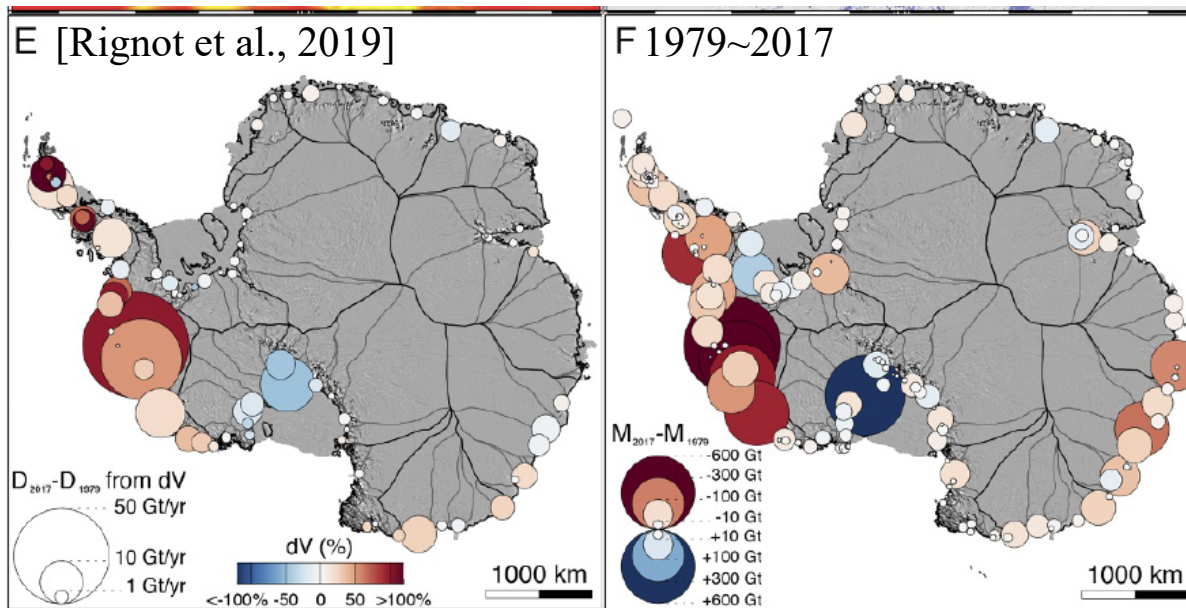 E [Rignot et al., 2019]
D2017-D1979 from dV
50 Gt/yr
10 Gt/yr
1 Gt/yr
dV (%)
<-100% -50 0 50 >100%
1000 km
F 1979~2017
M2017-M1979
-600 Gt
-300 Gt
-100 Gt
-10 Gt
+10 Gt
+100 Gt
+300 Gt
+600 Gt
1000 km